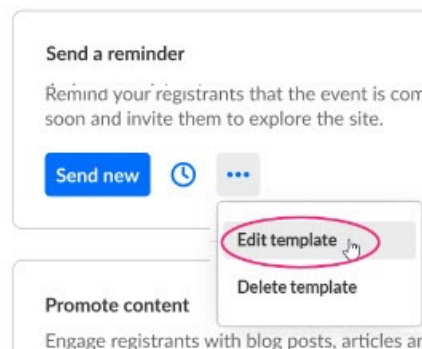 Send a reminder
Remind your registrants that the event is com
soon and invite them to explore the site.
Send new
Edit template
Delete template
Promote content
Engage registrants with blog posts, articles an